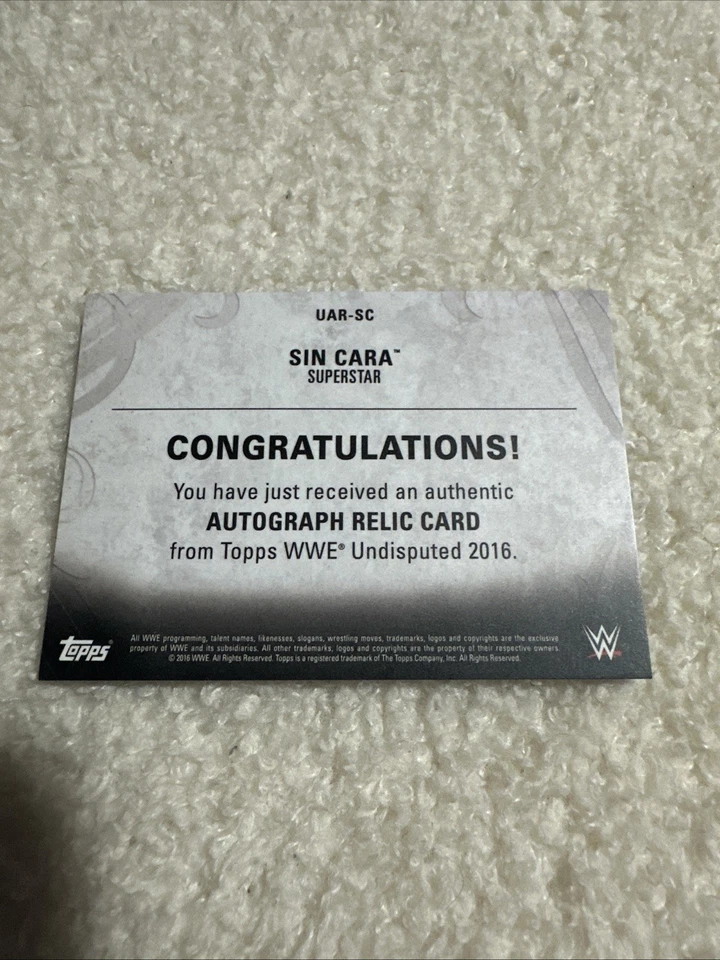 UAR-SC
SIN CARA™
SUPERSTAR
CONGRATULATIONS!
You have just received an authentic
AUTOGRAPH RELIC CARD
from Topps WWE® Undisputed 2016.
Topps®
All WWE programming, talent names, likenesses, slogans, wrestling moves, trademarks, logos and copyrights are the exclusive
property of WWE and its subsidiaries. All other trademarks, logos and copyrights are the property of their respective owners.
© 2016 WWE. All Rights Reserved. Topps is a registered trademark of The Topps Company, Inc. All Rights Reserved.
W